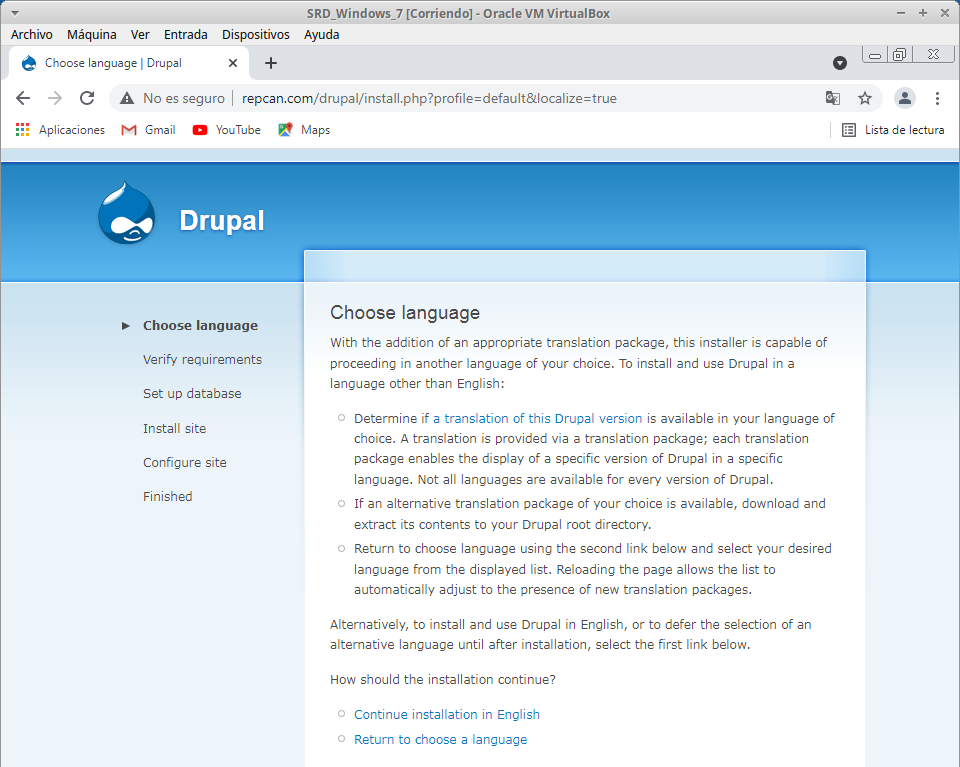 SRD_Windows_7 [Corriendo] - Oracle VM VirtualBox
Archivo Máquina Ver Entrada Dispositivos Ayuda
Choose language | Drupal
No es seguro repcan.com/drupal/install.php?profile=default&localize=true
Aplicaciones Gmail YouTube Maps Lista de lectura
Drupal
Choose language
Verify requirements
Set up database
Install site
Configure site
Finished
Choose language
With the addition of an appropriate translation package, this installer is capable of
proceeding in another language of your choice. To install and use Drupal in a
language other than English:
Determine if a translation of this Drupal version is available in your language of
choice. A translation is provided via a translation package; each translation
package enables the display of a specific version of Drupal in a specific
language. Not all languages are available for every version of Drupal.
If an alternative translation package of your choice is available, download and
extract its contents to your Drupal root directory.
Return to choose language using the second link below and select your desired
language from the displayed list. Reloading the page allows the list to
automatically adjust to the presence of new translation packages.
Alternatively, to install and use Drupal in English, or to defer the selection of an
alternative language until after installation, select the first link below.
How should the installation continue?
Continue installation in English
Return to choose a language